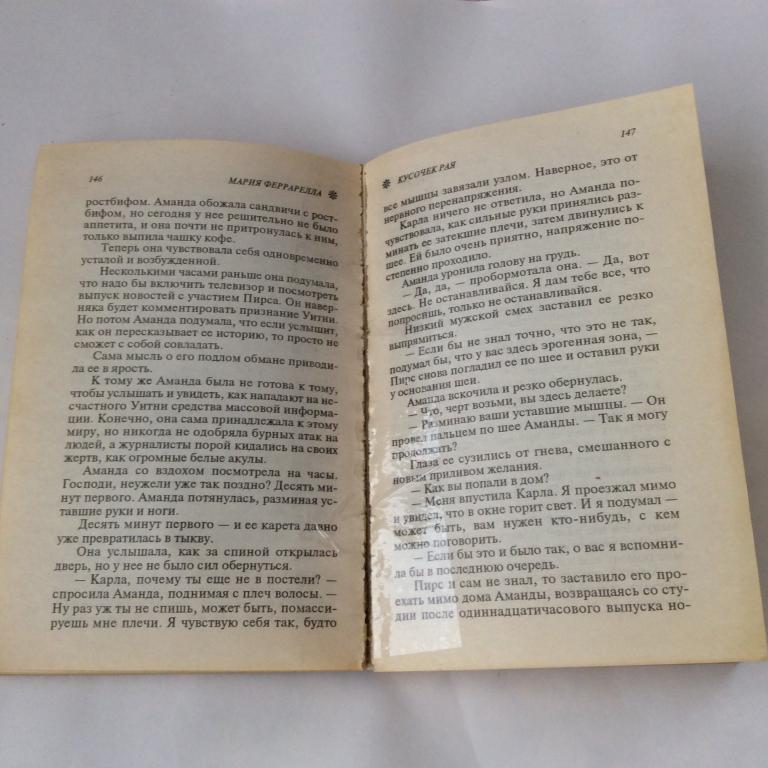 146
МАРИЯ ФЕРРАРЕЛЛА
ростбифом. Аманда обожала сандвичи с рост-
бифом, но сегодня у нее решительно не было
аппетита, и она почти не притронулась к ним,
только выпила чашку кофе.
Теперь она чувствовала себя одновременно
усталой и возбужденной.
Несколькими часами раньше она подумала,
что надо бы включить телевизор и посмотреть
выпуск новостей с участием Пирса. Он навер-
няка будет комментировать признание Уитни.
Но потом Аманда подумала, что если услышит,
как он пересказывает ее историю, то просто не
сможет с собой совладать.
Сама мысль о его подлом обмане приводи-
ла ее в ярость.
К тому же Аманда была не готова к тому,
чтобы услышать и увидеть, как нападают на не-
счастного Уитни средства массовой информа-
ции. Конечно, она сама принадлежала к этому
миру, но никогда не одобряла бурных атак на
людей, а журналисты порой кидались на своих
жертв, как огромные белые акулы.
Аманда со вздохом посмотрела на часы.
Господи, неужели уже так поздно? Десять ми-
нут первого. Аманда потянулась, разминая ус-
тавшие руки и ноги.
Десять минут первого — и ее карета давно
уже превратилась в тыкву.
Она услышала, как за спиной открылась
дверь, но у нее не было сил обернуться.
— Карла, почему ты еще не в постели? —
спросила Аманда, поднимая с плеч волосы. —
Ну раз уж ты не спишь, может быть, помасси-
руешь мне плечи. Я чувствую себя так, будто
КУСОЧЕК РАЯ
147
все мышцы завязали узлом. Наверное, это от
нервного перенапряжения.
Карла ничего не ответила, но Аманда по-
чувствовала, как сильные руки принялись раз-
минать ее затекшие плечи, затем двинулись к
шее. Ей было очень приятно, напряжение по-
степенно проходило.
Аманда уронила голову на грудь.
— Да, да, — пробормотала она. — Да, вот
здесь. Не останавливайся. Я дам тебе все, что
попросишь, только не останавливайся.
Низкий мужской смех заставил ее резко
выпрямиться.
— Если бы не знал точно, что это не так,
подумал бы, что у вас здесь эрогенная зона, —
Пирс снова погладил ее по шее и оставил руки
у основания шеи.
Аманда вскочила и резко обернулась.
— Что, черт возьми, вы здесь делаете?
— Разминаю ваши уставшие мышцы. — Он
провел пальцем по шее Аманды. — Так я могу
продолжать?
Глаза ее сузились от гнева, смешанного с
новым приливом желания.
— Как вы попали в дом?
— Меня впустила Карла. Я проезжал мимо
и увидел, что в окне горит свет. И я подумал —
может быть, вам нужен кто-нибудь, с кем
можно поговорить.
— Если бы это и было так, о вас я вспомни-
ла бы в последнюю очередь.
Пирс и сам не знал, то заставило его про-
ехать мимо дома Аманды, возвращаясь со сту-
дии после одиннадцатичасового выпуска но-